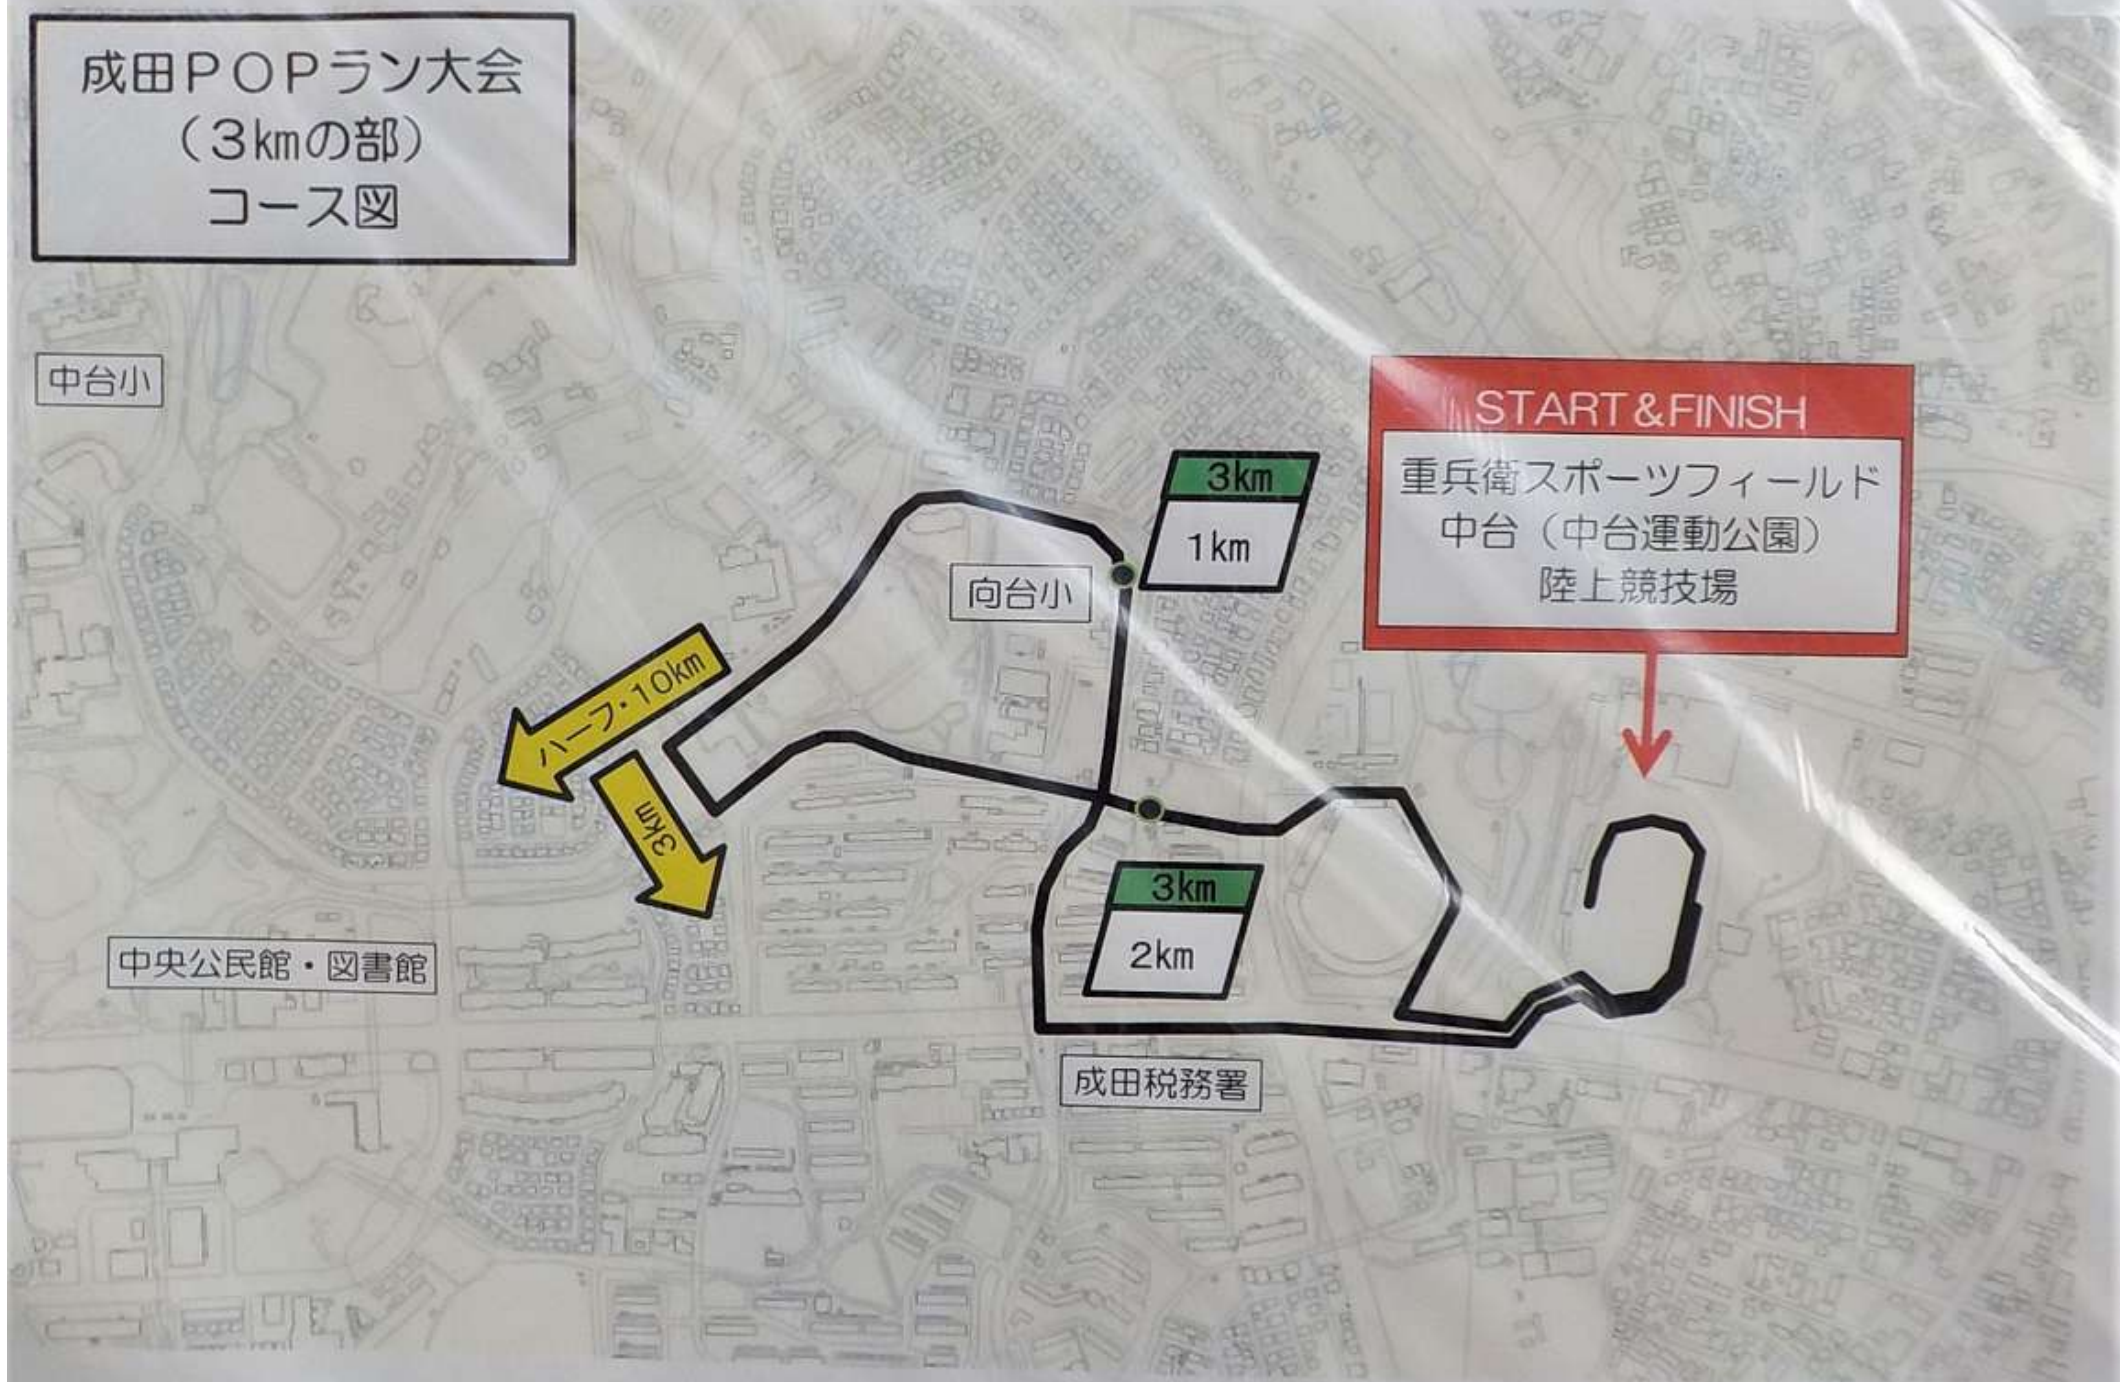 成田POPラン大会
（3kmの部）
コース図
中台小
START&FINISH
重兵衛スポーツフィールド
中台（中台運動公園）
陸上競技場
3km
1km
向台小
ハーフ・10km
3km
3km
2km
中央公民館・図書館
成田税務署